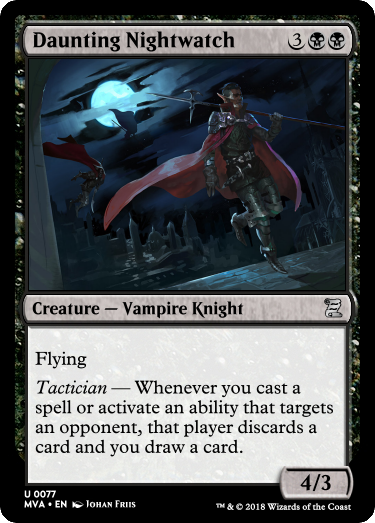 Daunting Nightwatch 3
Creature — Vampire Knight
Flying
Tactician — Whenever you cast a
spell or activate an ability that targets
an opponent, that player discards a
card and you draw a card.
4/3
U 0077
MVA • EN Johan Friis
™ & © 2018 Wizards of the Coast